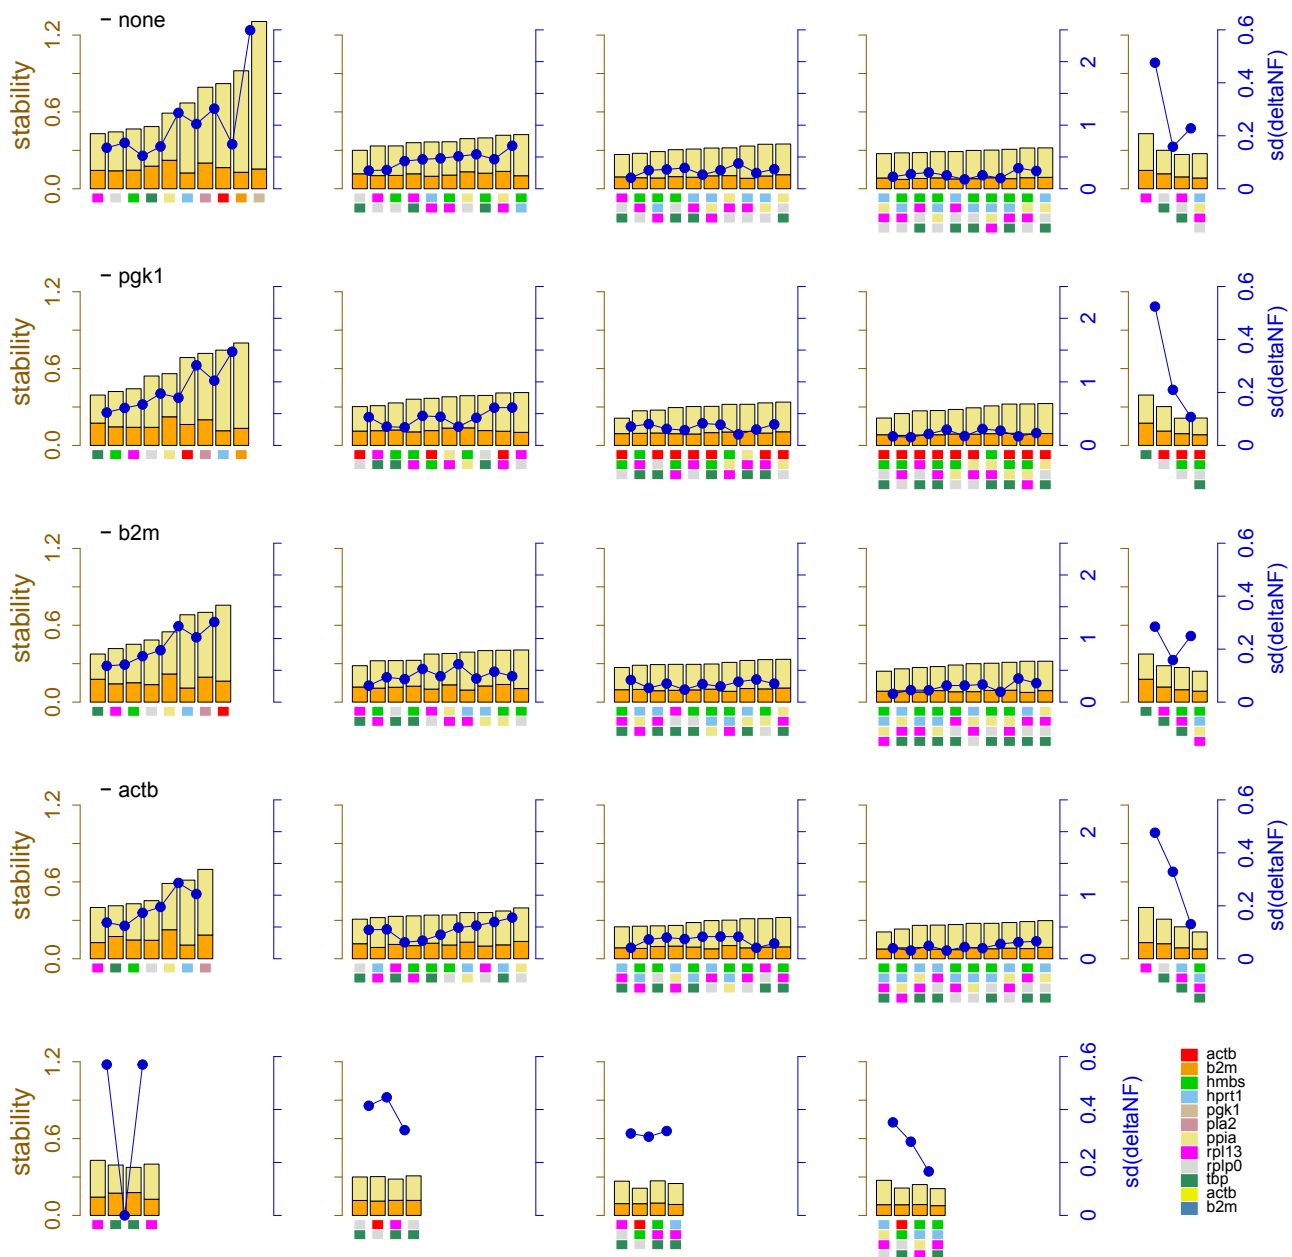 − none
stability
0.0 0.6 1.2
0 1 2
0.0 0.2 0.4 0.6
sd(deltaNF)
− pgk1
stability
0.0 0.6 1.2
0 1 2
0.0 0.2 0.4 0.6
sd(deltaNF)
− b2m
stability
0.0 0.6 1.2
0 1 2
0.0 0.2 0.4 0.6
sd(deltaNF)
− actb
stability
0.0 0.6 1.2
0 1 2
0.0 0.2 0.4 0.6
sd(deltaNF)
stability
0.0 0.6 1.2
0.0 0.2 0.4 0.6
sd(deltaNF)
actb
b2m
hmbs
hprt1
pgk1
pla2
ppia
rpl13
rplp0
tbp
actb
b2m